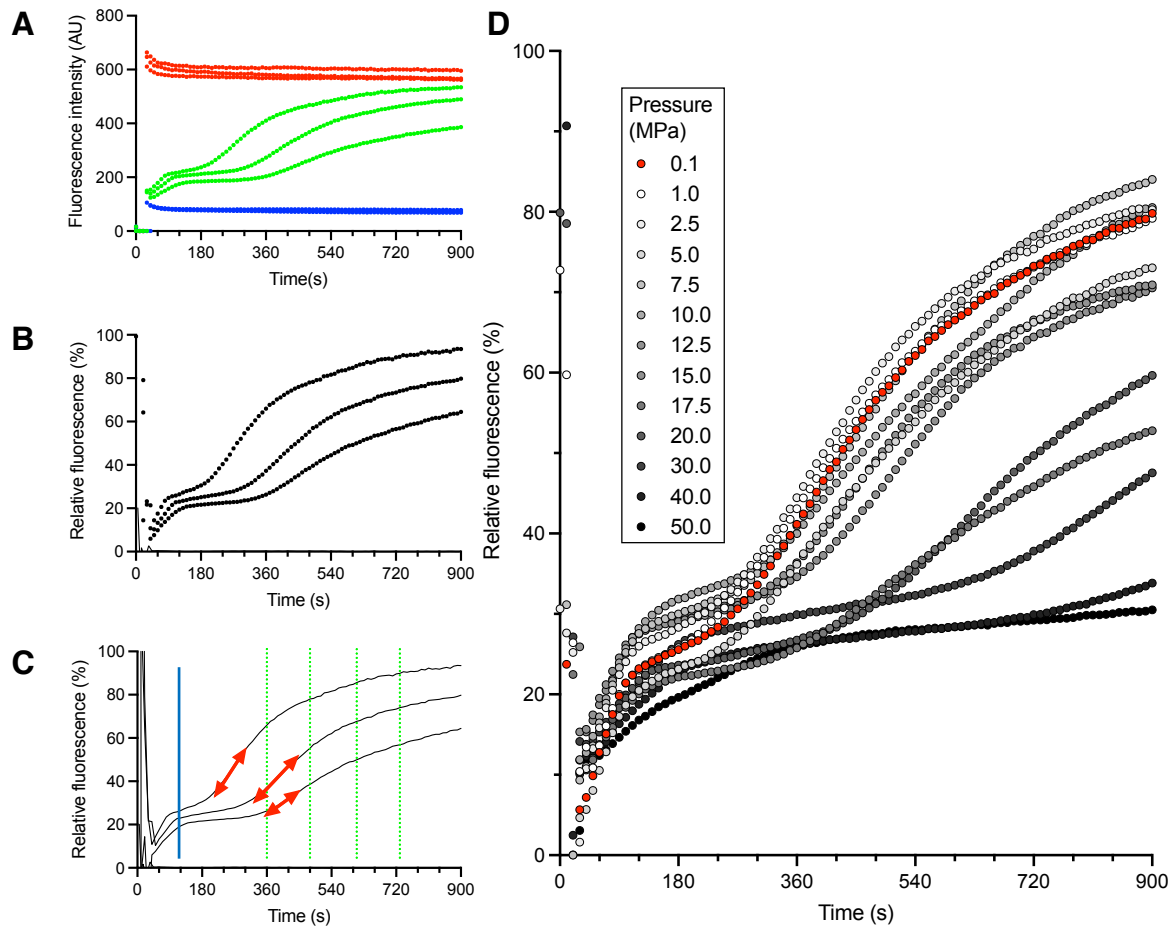 A
Fluorescence intensity (AU)
800
600
400
200
0
0 180 360 540 720 900
Time(s)
B
Relative fluorescence (%)
100
80
60
40
20
0
0 180 360 540 720 900
Time (s)
C
Relative fluorescence (%)
100
80
60
40
20
0
0 180 360 540 720 900
Time (s)
D
Relative fluorescence (%)
100
80
60
40
20
0
Pressure
(MPa)
0.1
1.0
2.5
5.0
7.5
10.0
12.5
15.0
17.5
20.0
30.0
40.0
50.0
0 180 360 540 720 900
Time (s)